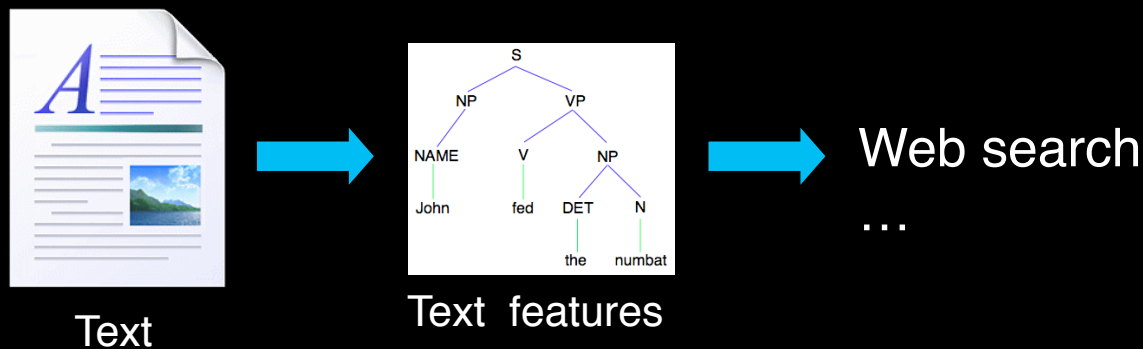 A
Text
S
NP VP
NAME V NP
John fed DET N
the numbat
Text features
Web search
...